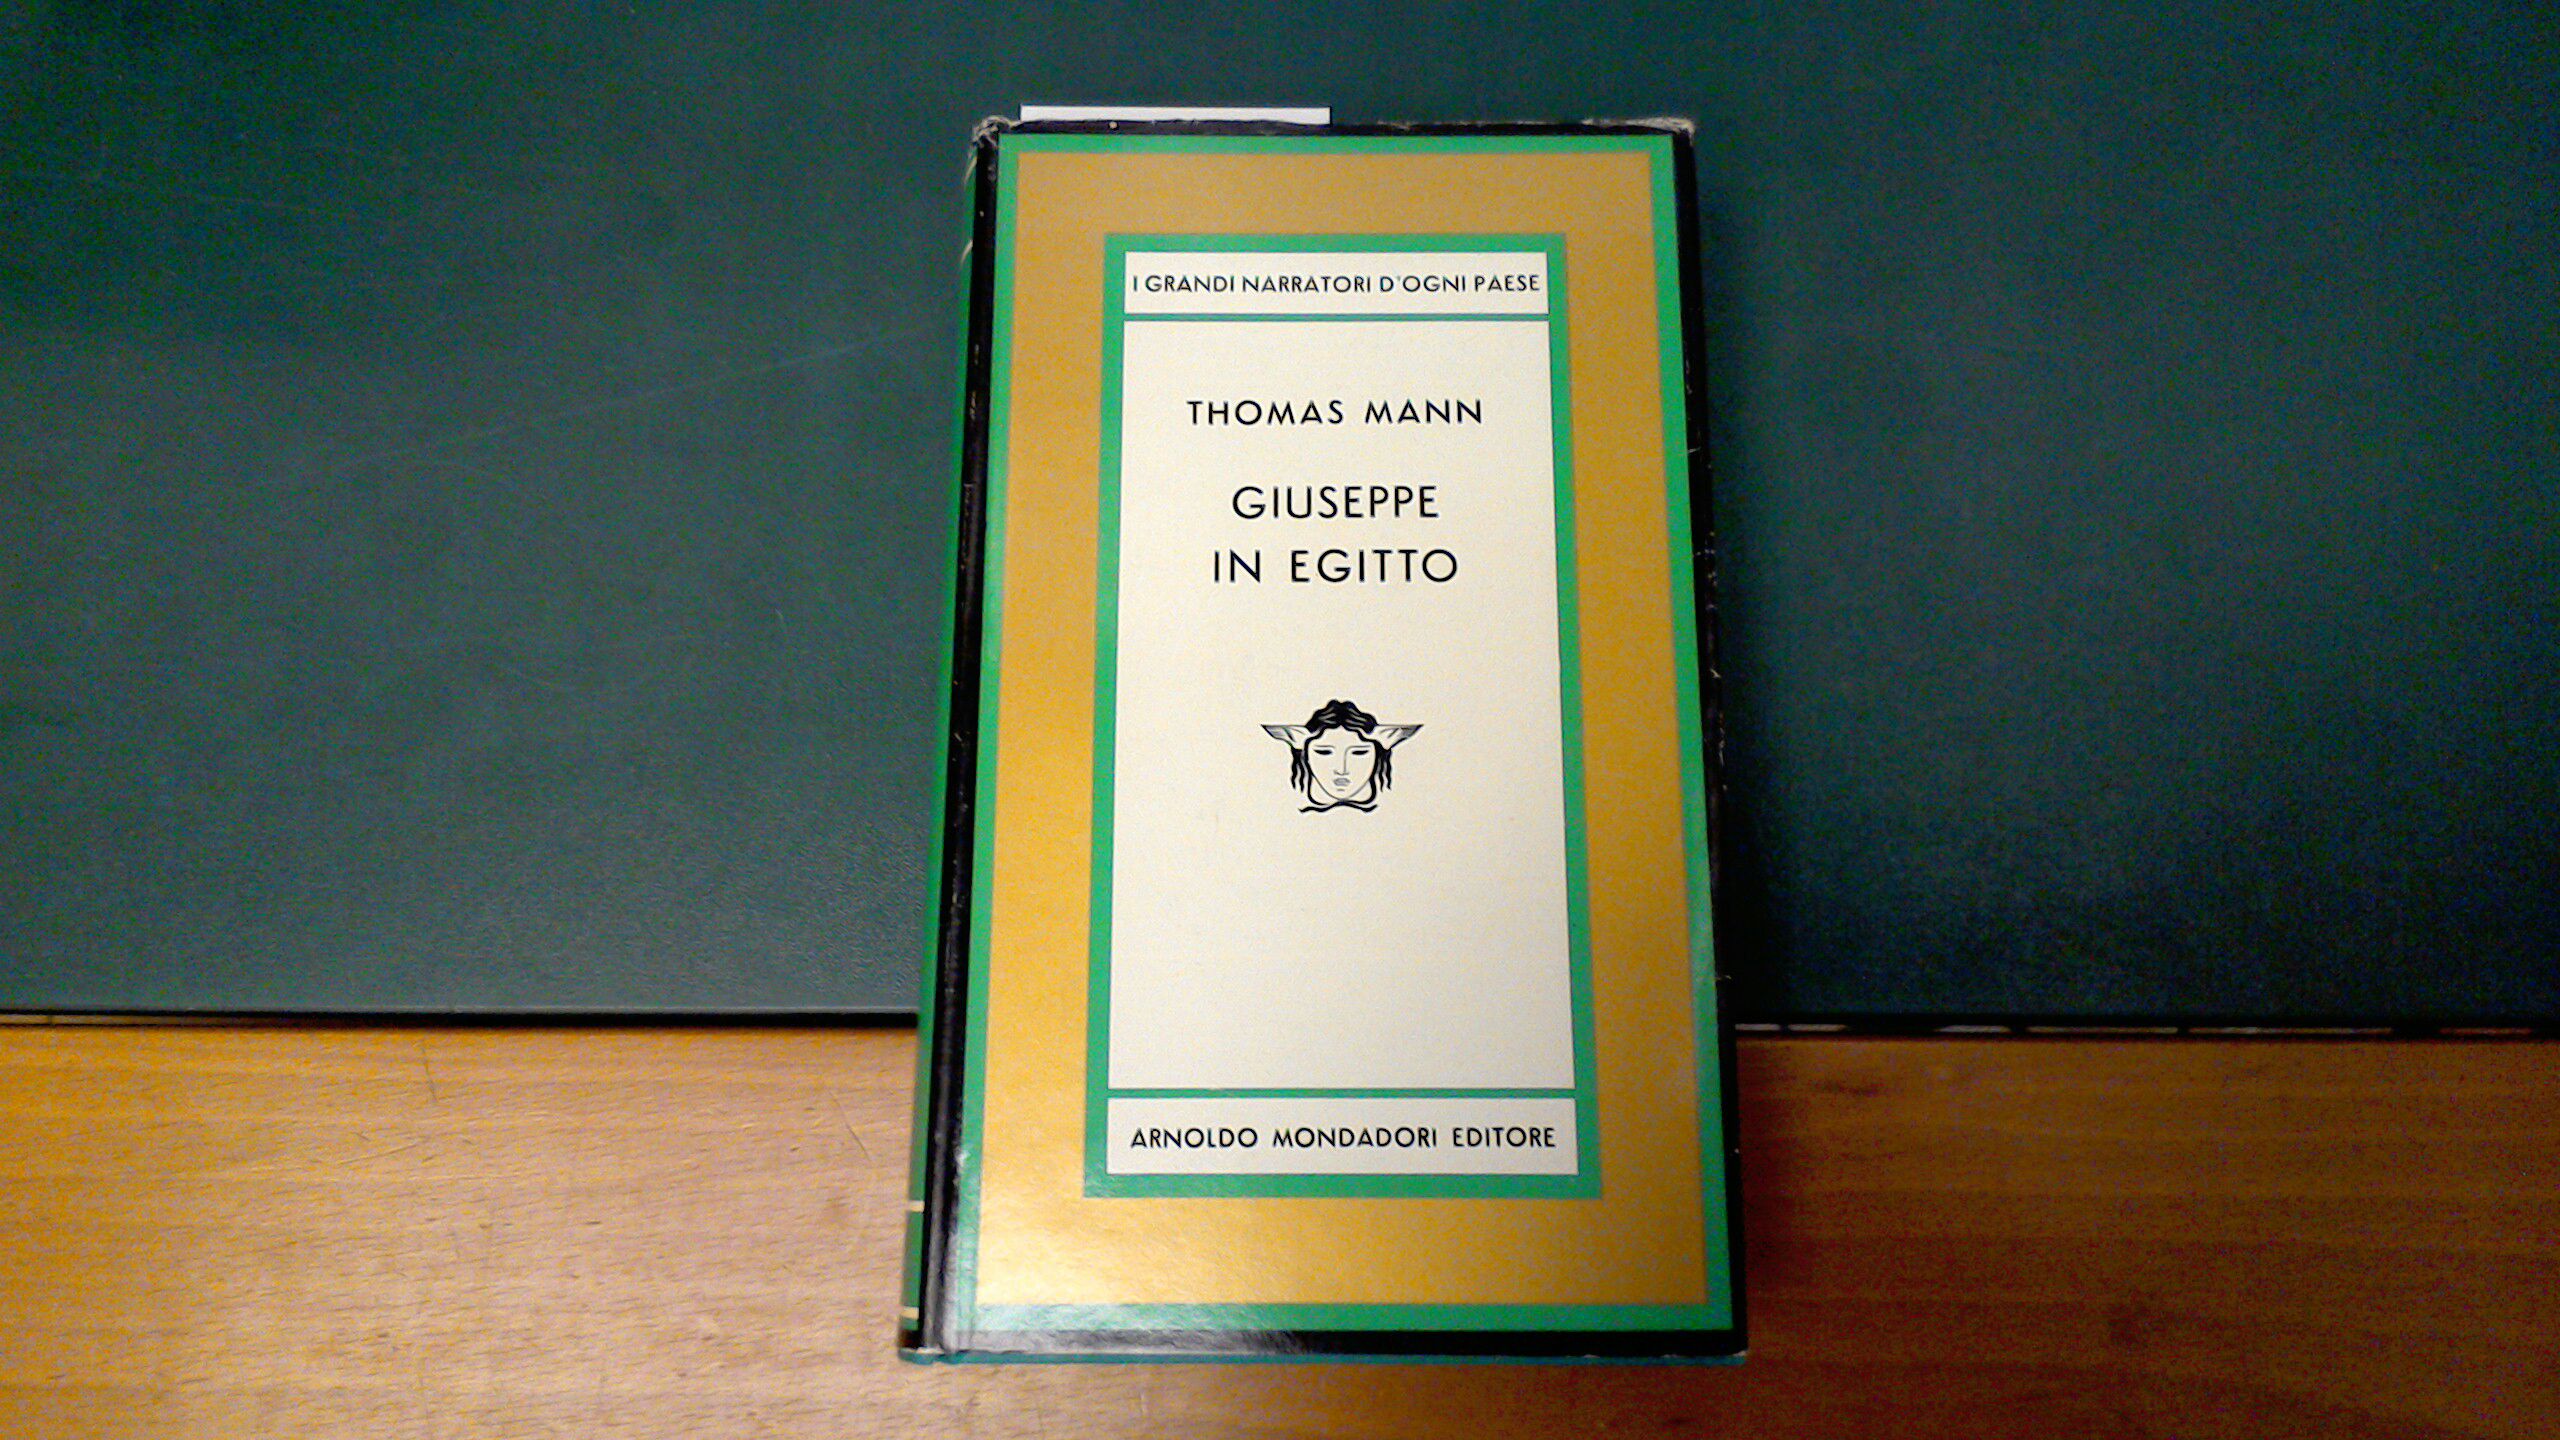 I GRANDI NARRATORI D'OGNI PAESE
THOMAS MANN
GIUSEPPE
IN EGITTO
ARNOLDO MONDADORI EDITORE